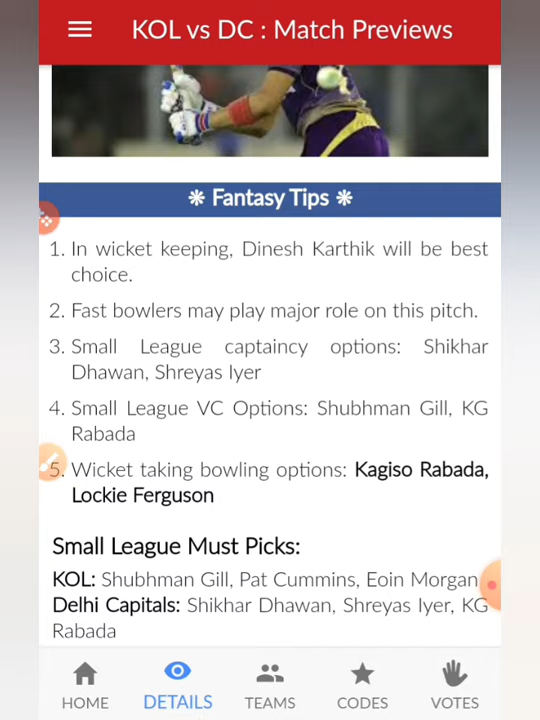 KOL vs DC : Match Previews
❋ Fantasy Tips ❋
1. In wicket keeping, Dinesh Karthik will be best
choice.
2. Fast bowlers may play major role on this pitch.
3. Small League captaincy options: Shikhar
Dhawan, Shreyas Iyer
4. Small League VC Options: Shubhman Gill, KG
Rabada
5. Wicket taking bowling options: Kagiso Rabada,
Lockie Ferguson
Small League Must Picks:
KOL: Shubhman Gill, Pat Cummins, Eoin Morgan
Delhi Capitals: Shikhar Dhawan, Shreyas Iyer, KG
Rabada
HOME DETAILS TEAMS CODES VOTES